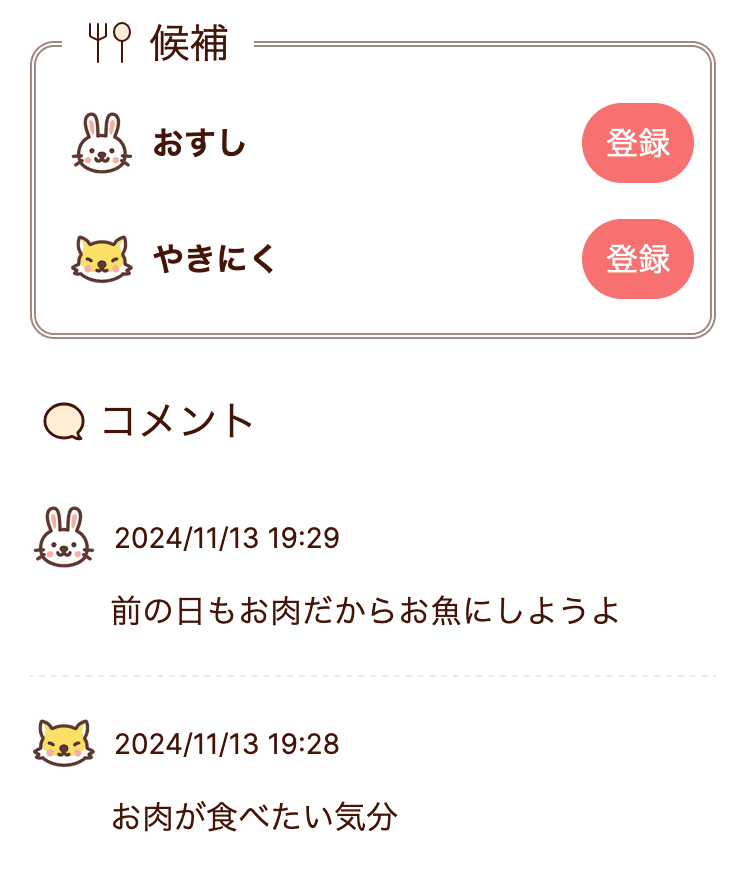 候補
おすし
登録
やきにく
登録
コメント
2024/11/13 19:29
前の日もお肉だからお魚にしようよ
2024/11/13 19:28
お肉が食べたい気分